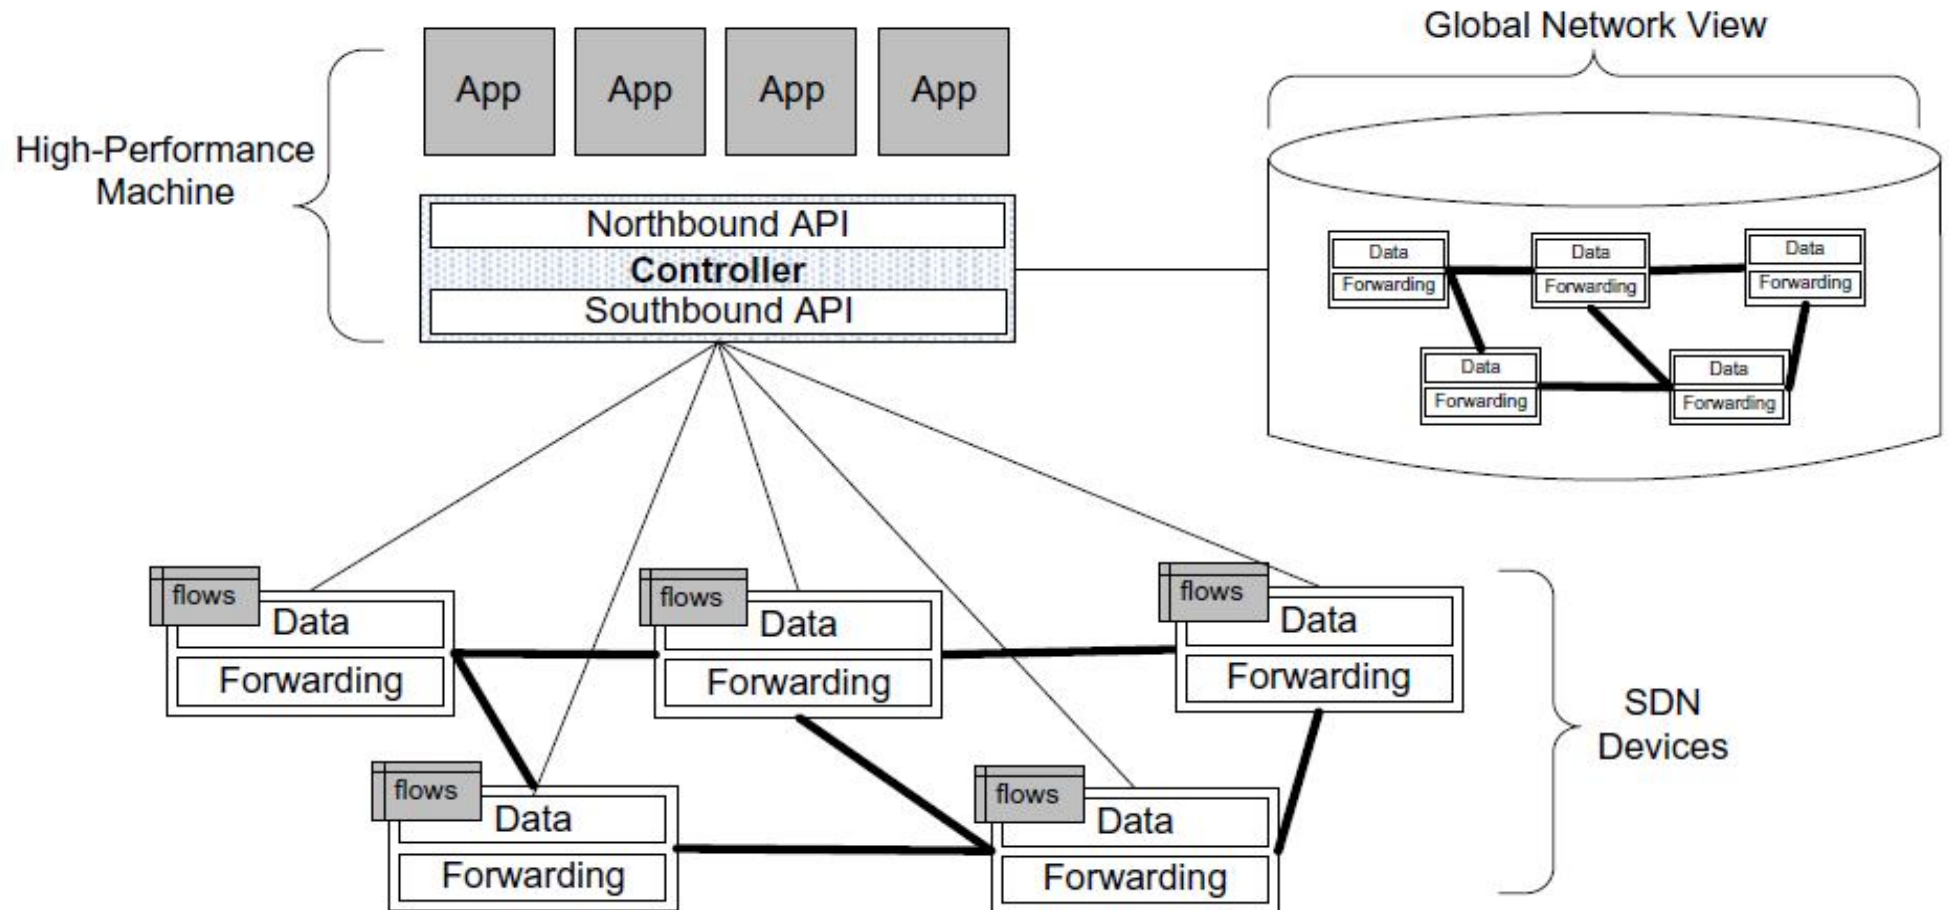 Global Network View
App
App
App
App
High-Performance
Machine
Northbound API
Controller
Southbound API
Data
Forwarding
Data
Forwarding
Data
Forwarding
Data
Forwarding
Data
Forwarding
flows
Data
Forwarding
flows
Data
Forwarding
flows
Data
Forwarding
SDN
Devices
flows
Data
Forwarding
flows
Data
Forwarding